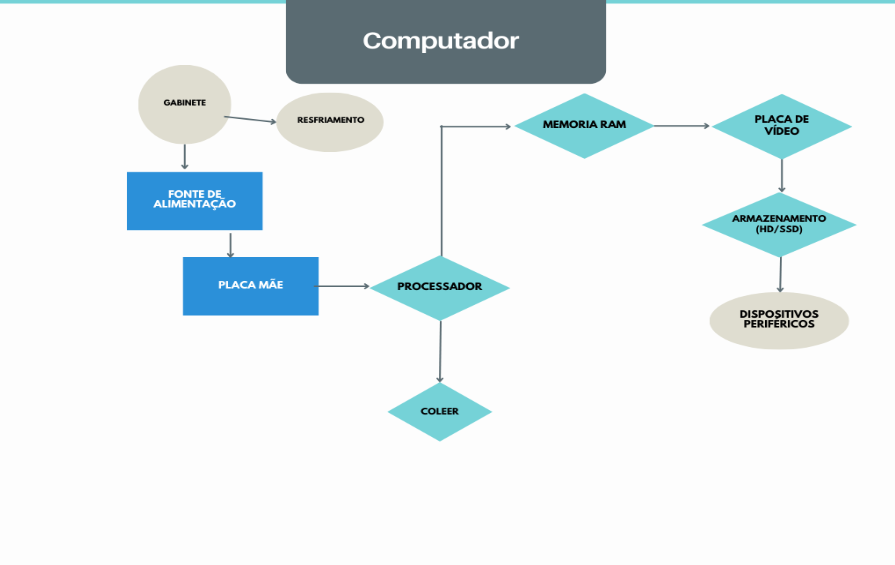 Computador
GABINETE
RESFRIAMENTO
FONTE DE
ALIMENTAÇÃO
PLACA MÃE
PROCESSADOR
COLEER
MEMORIA RAM
PLACA DE
VÍDEO
ARMAZENAMENTO
(HD/SSD)
DISPOSITIVOS
PERIFÉRICOS